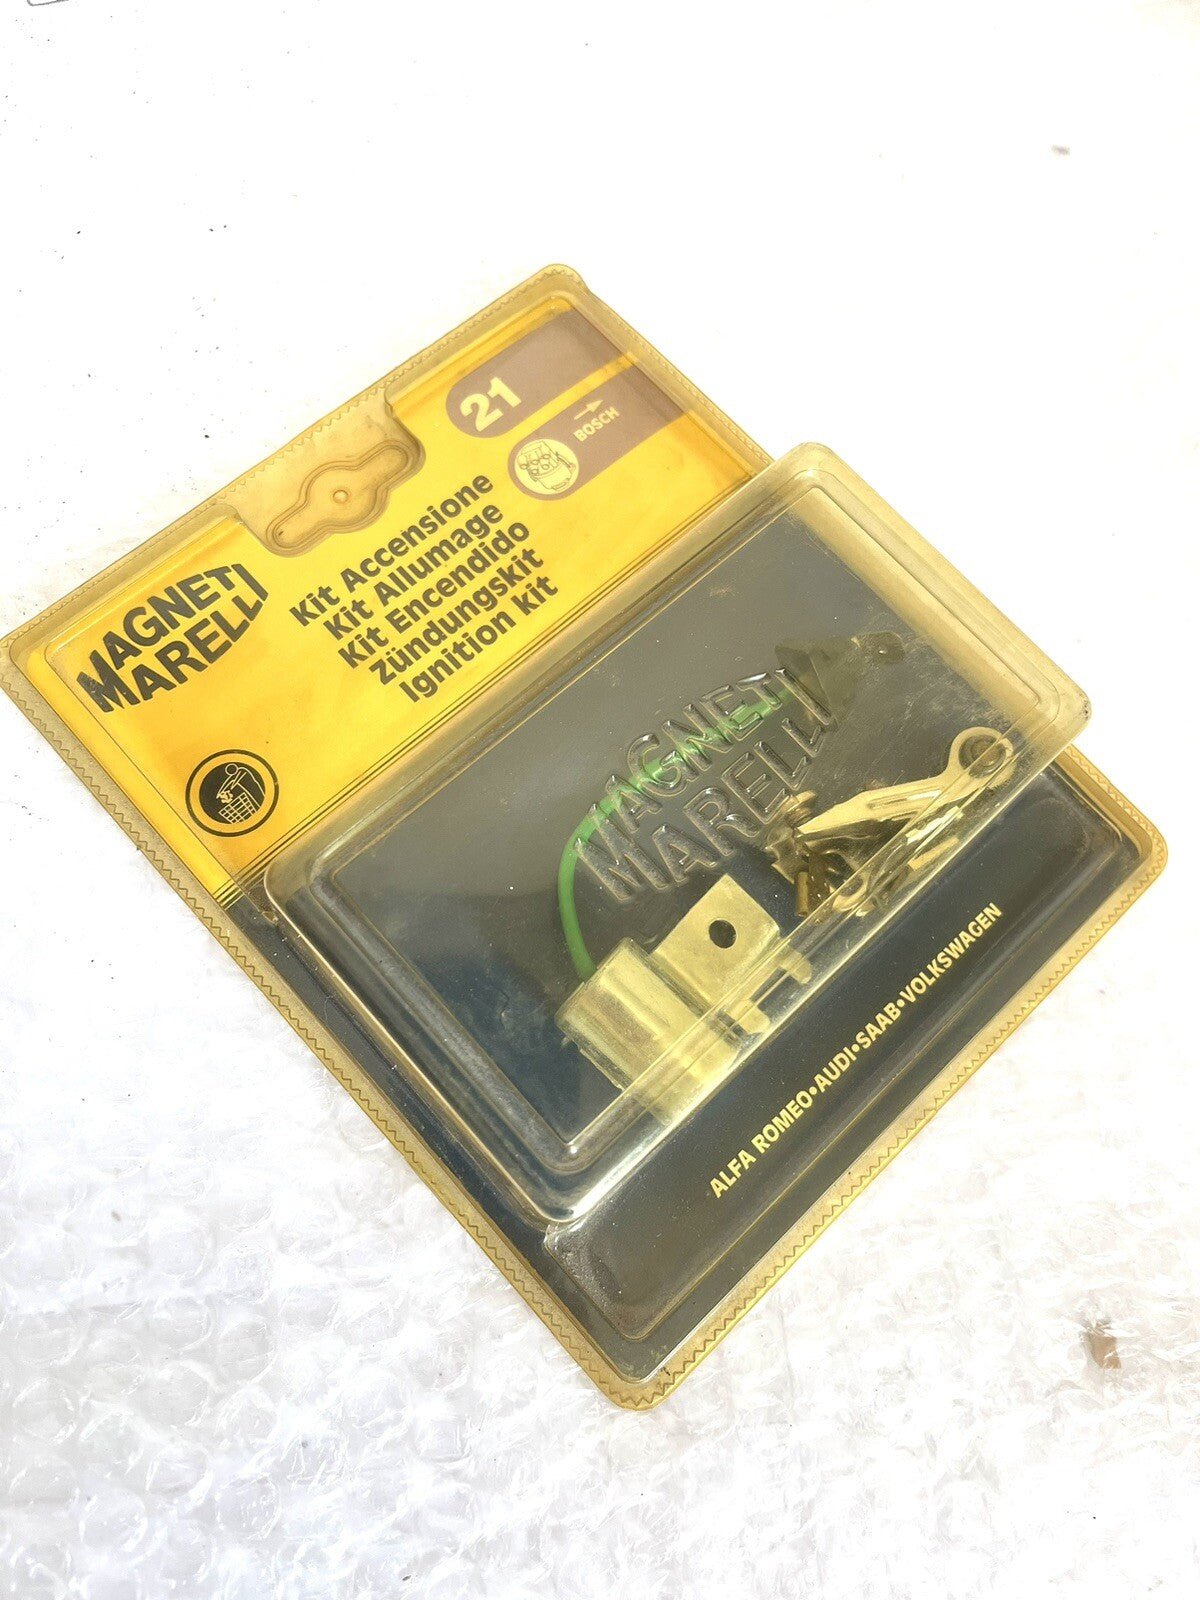 21
BOSCH
MAGNETI
MARELLI
Kit Accensione
Kit Allumage
Kit Encendido
Zündungskit
Ignition Kit
MAGNETI
MARELLI
ALFA ROMEO•AUDI•SAAB•VOLKSWAGEN